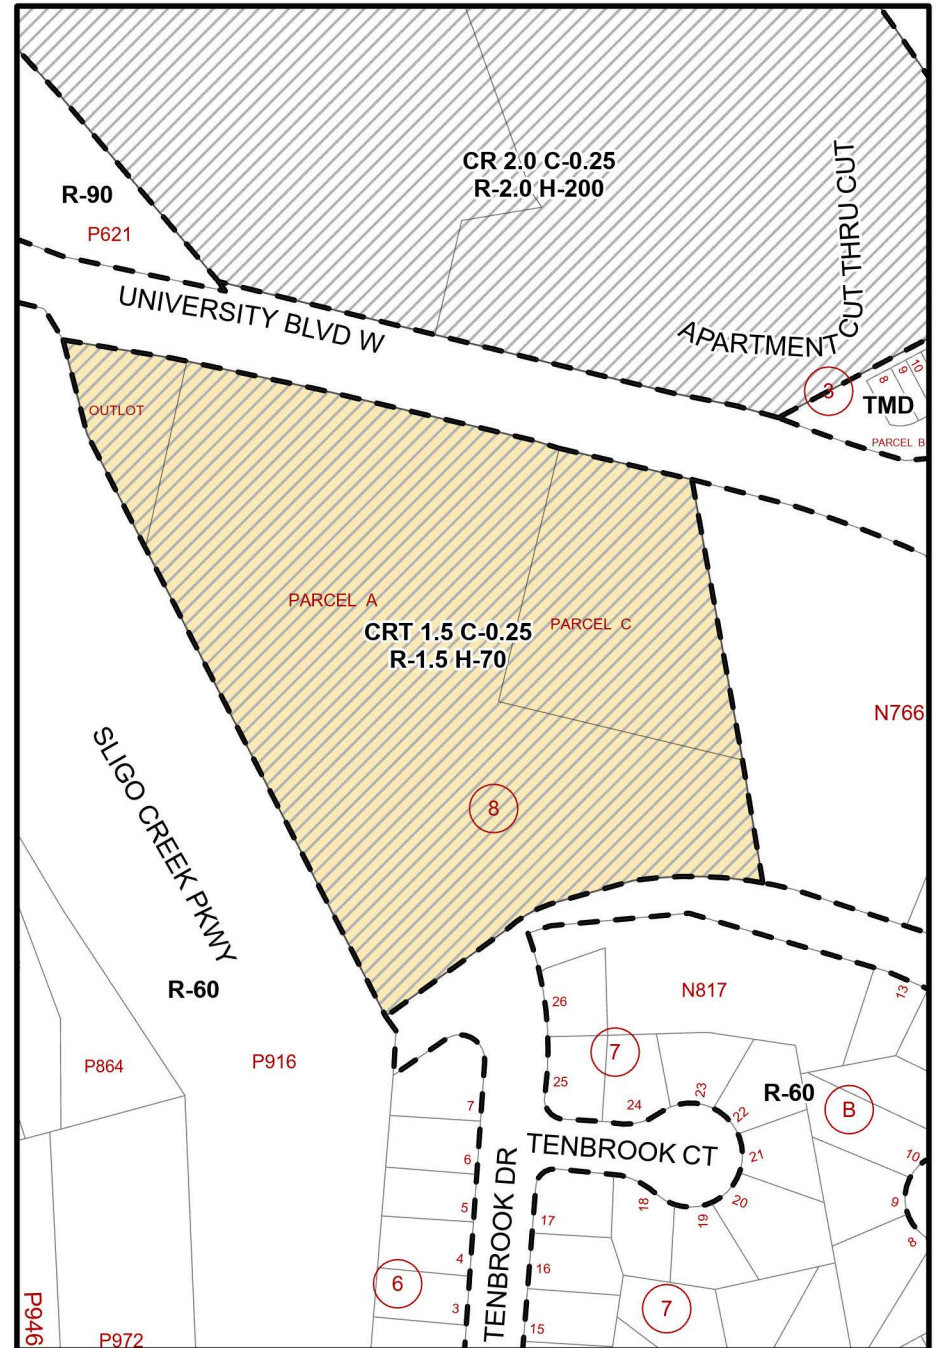 CR 2.0 C-0.25
R-2.0 H-200
CUT THRU CUT
R-90
P621
UNIVERSITY BLVD W
APARTMENT
3
8
9
10
TMD
PARCEL B
OUTLOT
PARCEL A
CRT 1.5 C-0.25
R-1.5 H-70
PARCEL C
N766
SLIGO CREEK PKWY
8
R-60
N817
13
26
P864
P916
7
25
24
23
22
R-60
B
7
6
TENBROOK CT
21
10
5
TENBROOK DR
17
18
19
20
9
8
4
16
6
3
7
15
P946
P972